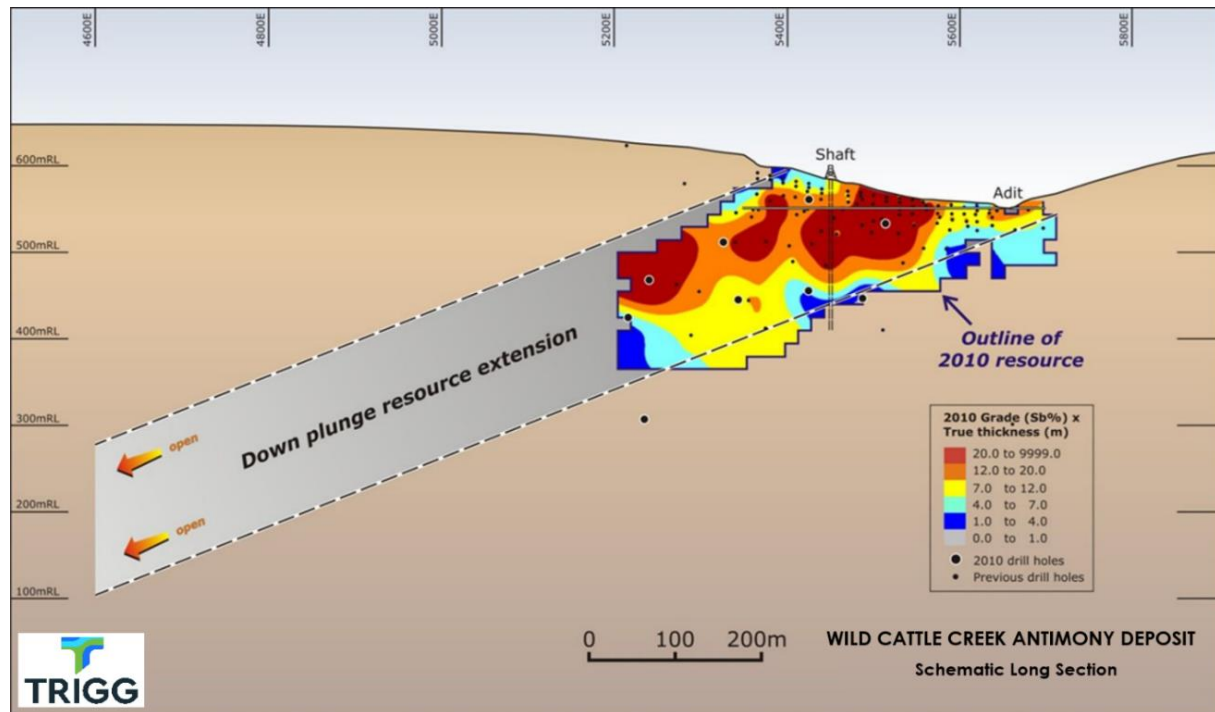 4600E
4800E
5000E
5200E
5400E
5600E
5800E
600mRL
500mRL
400mRL
300mRL
200mRL
100mRL
Shaft
Adit
Outline of
2010 resource
Down plunge resource extension
open
open
2010 Grade (Sb%) x
True thickness (m)
20.0 to 9999.0
12.0 to 20.0
7.0 to 12.0
4.0 to 7.0
1.0 to 4.0
0.0 to 1.0
2010 drill holes
Previous drill holes
0 100 200m
WILD CATTLE CREEK ANTIMONY DEPOSIT
Schematic Long Section
TRIGG